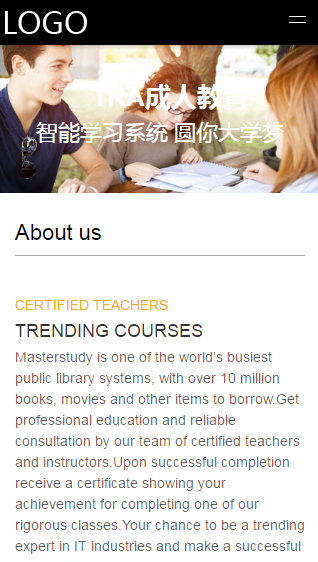 LOGO
TRA成人教育
智能学习系统 圆你大学梦
About us
CERTIFIED TEACHERS
TRENDING COURSES
Masterstudy is one of the world's busiest
public library systems, with over 10 million
books, movies and other items to borrow.Get
professional education and reliable
consultation by our team of certified teachers
and instructors.Upon successful completion
receive a certificate showing your
achievement for completing one of our
rigorous classes.Your chance to be a trending
expert in IT industries and make a successful